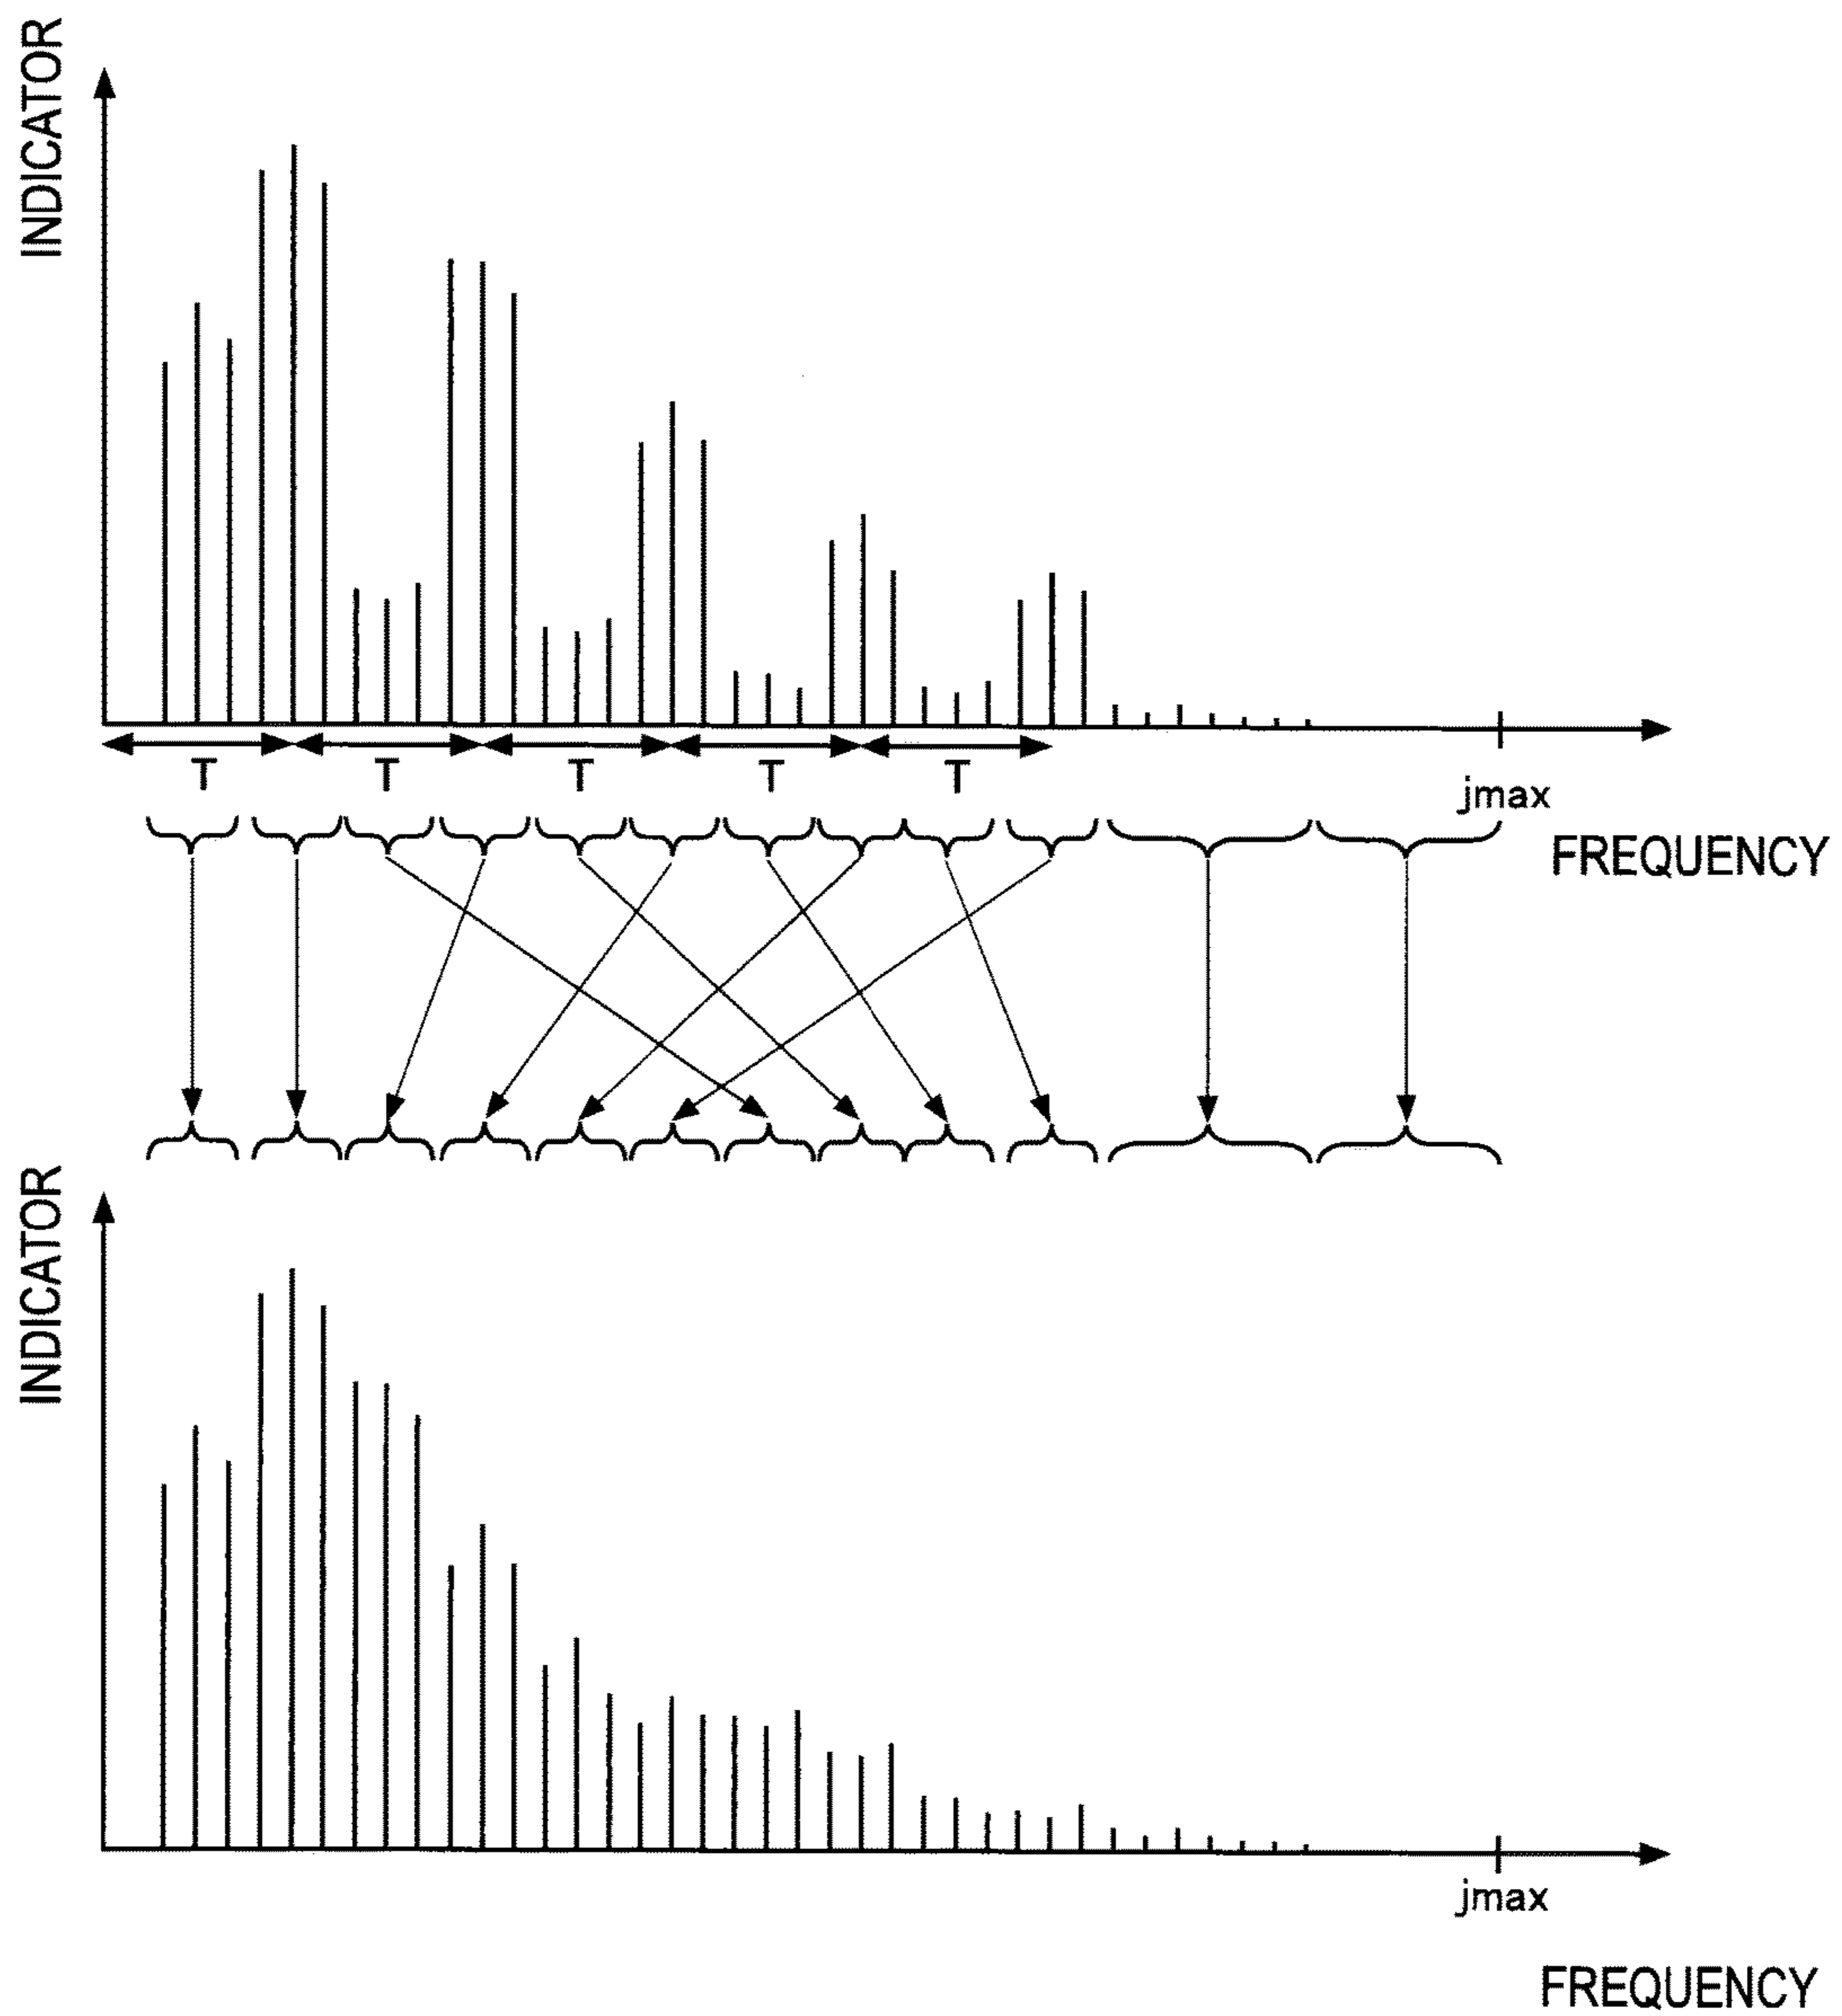 INDICATOR
T T T T T
jmax
FREQUENCY
INDICATOR
jmax
FREQUENCY